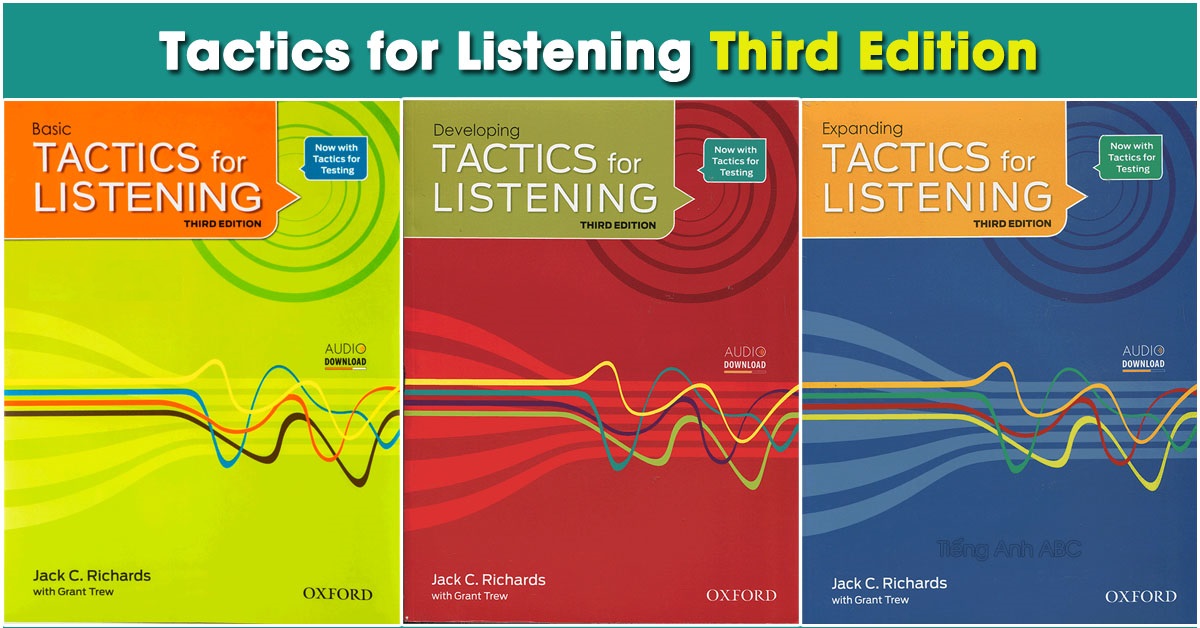 Tactics for Listening Third Edition
Basic
TACTICS for
LISTENING
THIRD EDITION
Now with
Tactics for
Testing
AUDIO
DOWNLOAD
Jack C. Richards
with Grant Trew
OXFORD
Developing
TACTICS for
LISTENING
THIRD EDITION
Now with
Tactics for
Testing
AUDIO
DOWNLOAD
Jack C. Richards
with Grant Trew
OXFORD
Expanding
TACTICS for
LISTENING
THIRD EDITION
Now with
Tactics for
Testing
AUDIO
DOWNLOAD
Tiếng Anh ABC
Jack C. Richards
with Grant Trew
OXFORD